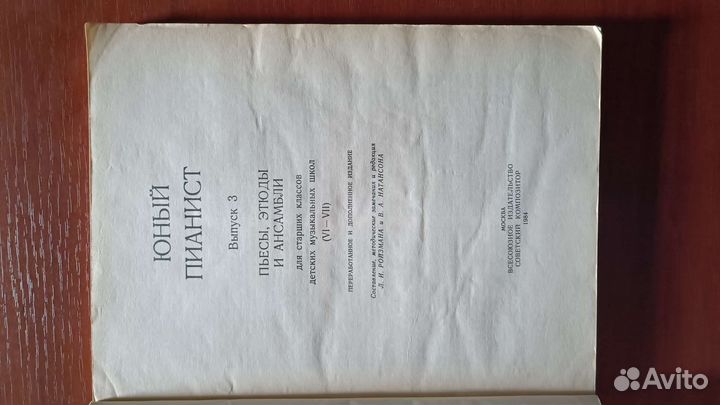 ЮНЫЙ
ПИАНИСТ
Выпуск 3
ПЬЕСЫ, ЭТЮДЫ
И АНСАМБЛИ
для старших классов
детских музыкальных школ
(VI—VII)
ПЕРЕРАБОТАННОЕ И ДОПОЛНЕННОЕ ИЗДАНИЕ
Составление, методические замечания и редакция
Л. И. РОЙЗМАНА и В. А. НАТАНСОНА
МОСКВА
ВСЕСОЮЗНОЕ ИЗДАТЕЛЬСТВО
СОВЕТСКИЙ КОМПОЗИТОР
1984
Avito